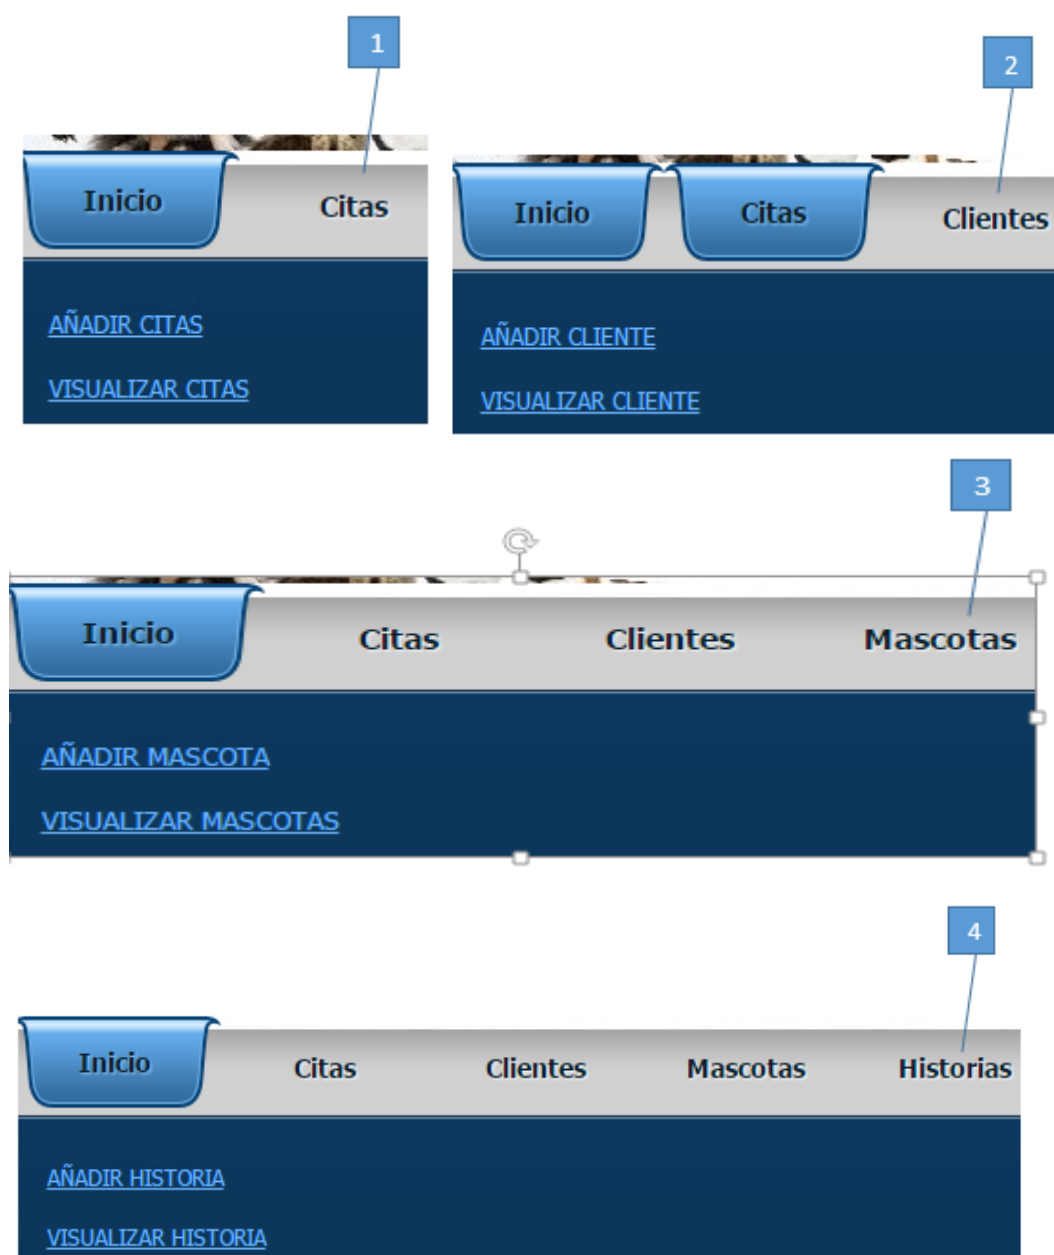 1
2
Inicio Citas
Inicio Citas Clientes
AÑADIR CITAS
VISUALIZAR CITAS
AÑADIR CLIENTE
VISUALIZAR CLIENTE
3
Inicio Citas Clientes Mascotas
AÑADIR MASCOTA
VISUALIZAR MASCOTAS
4
Inicio Citas Clientes Mascotas Historias
AÑADIR HISTORIA
VISUALIZAR HISTORIA